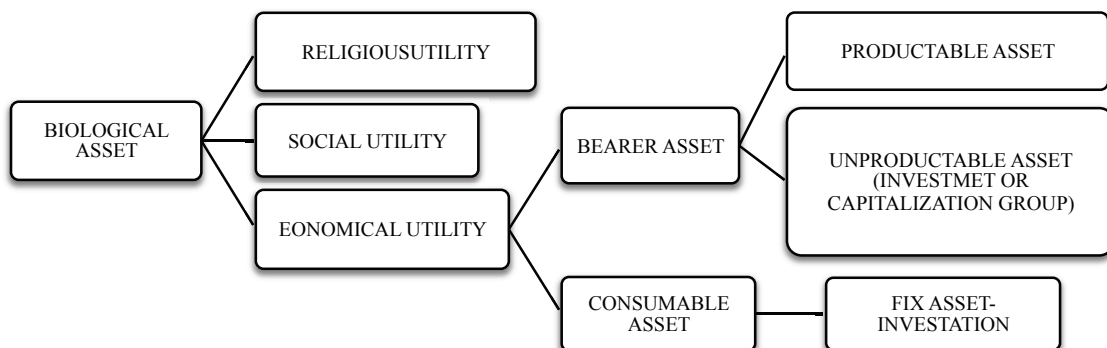 BIOLOGICAL
ASSET
RELIGIOUSUTILITY
SOCIAL UTILITY
EONOMICAL UTILITY
BEARER ASSET
CONSUMABLE
ASSET
PRODUCTABLE ASSET
UNPRODUCTABLE ASSET
(INVESTMET OR
CAPITALIZATION GROUP)
FIX ASSET-
INVESTATION